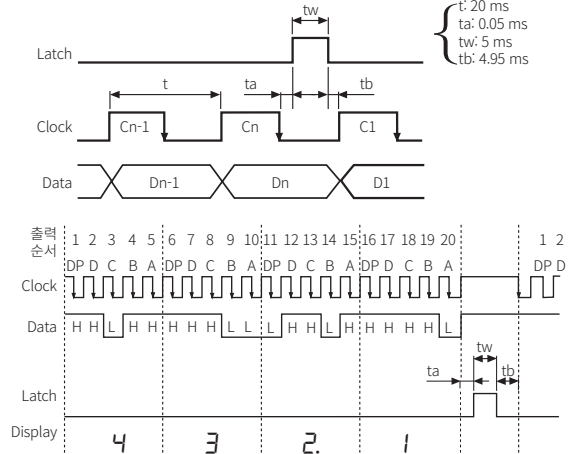 tw
t: 20 ms
ta: 0.05 ms
tw: 5 ms
tb: 4.95 ms
Latch
t
ta
tb
Clock
Cn-1
Cn
C1
Data
Dn-1
Dn
D1
출력
순서
1 2 3 4 5 6 7 8 9 10 11 12 13 14 15 16 17 18 19 20 1 2
DP D C B A DP D C B A DP D C B A DP D C B A DP D
Clock
Data H H L H H H H H L L L H H L H H H H H L
tw
ta
tb
Latch
Display 4 3 2. 1